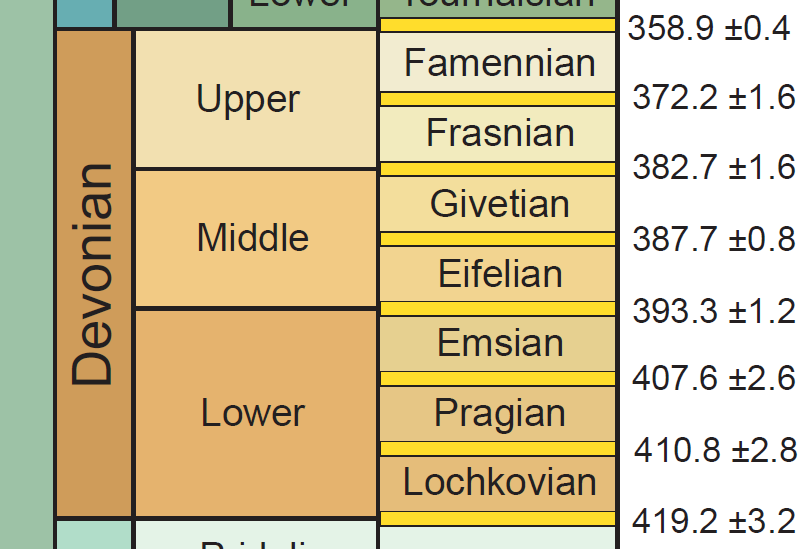 Lower
Tournaisian
358.9 ±0.4
Devonian
Upper
Famennian
372.2 ±1.6
Frasnian
382.7 ±1.6
Middle
Givetian
387.7 ±0.8
Eifelian
393.3 ±1.2
Lower
Emsian
407.6 ±2.6
Pragian
410.8 ±2.8
Lochkovian
419.2 ±3.2